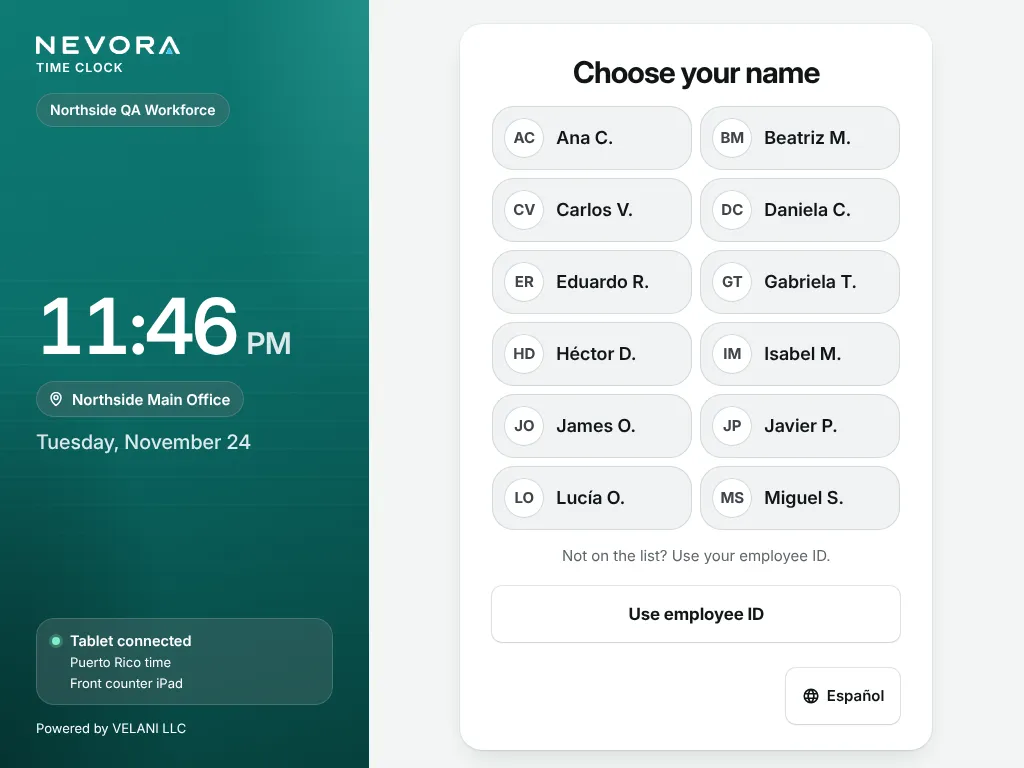 NEVORA
TIME CLOCK
Northside QA Workforce
11:46 PM
Northside Main Office
Tuesday, November 24
Tablet connected
Puerto Rico time
Front counter iPad
Powered by VELANI LLC
Choose your name
AC Ana C.
BM Beatriz M.
CV Carlos V.
DC Daniela C.
ER Eduardo R.
GT Gabriela T.
HD Héctor D.
IM Isabel M.
JO James O.
JP Javier P.
LO Lucía O.
MS Miguel S.
Not on the list? Use your employee ID.
Use employee ID
Español